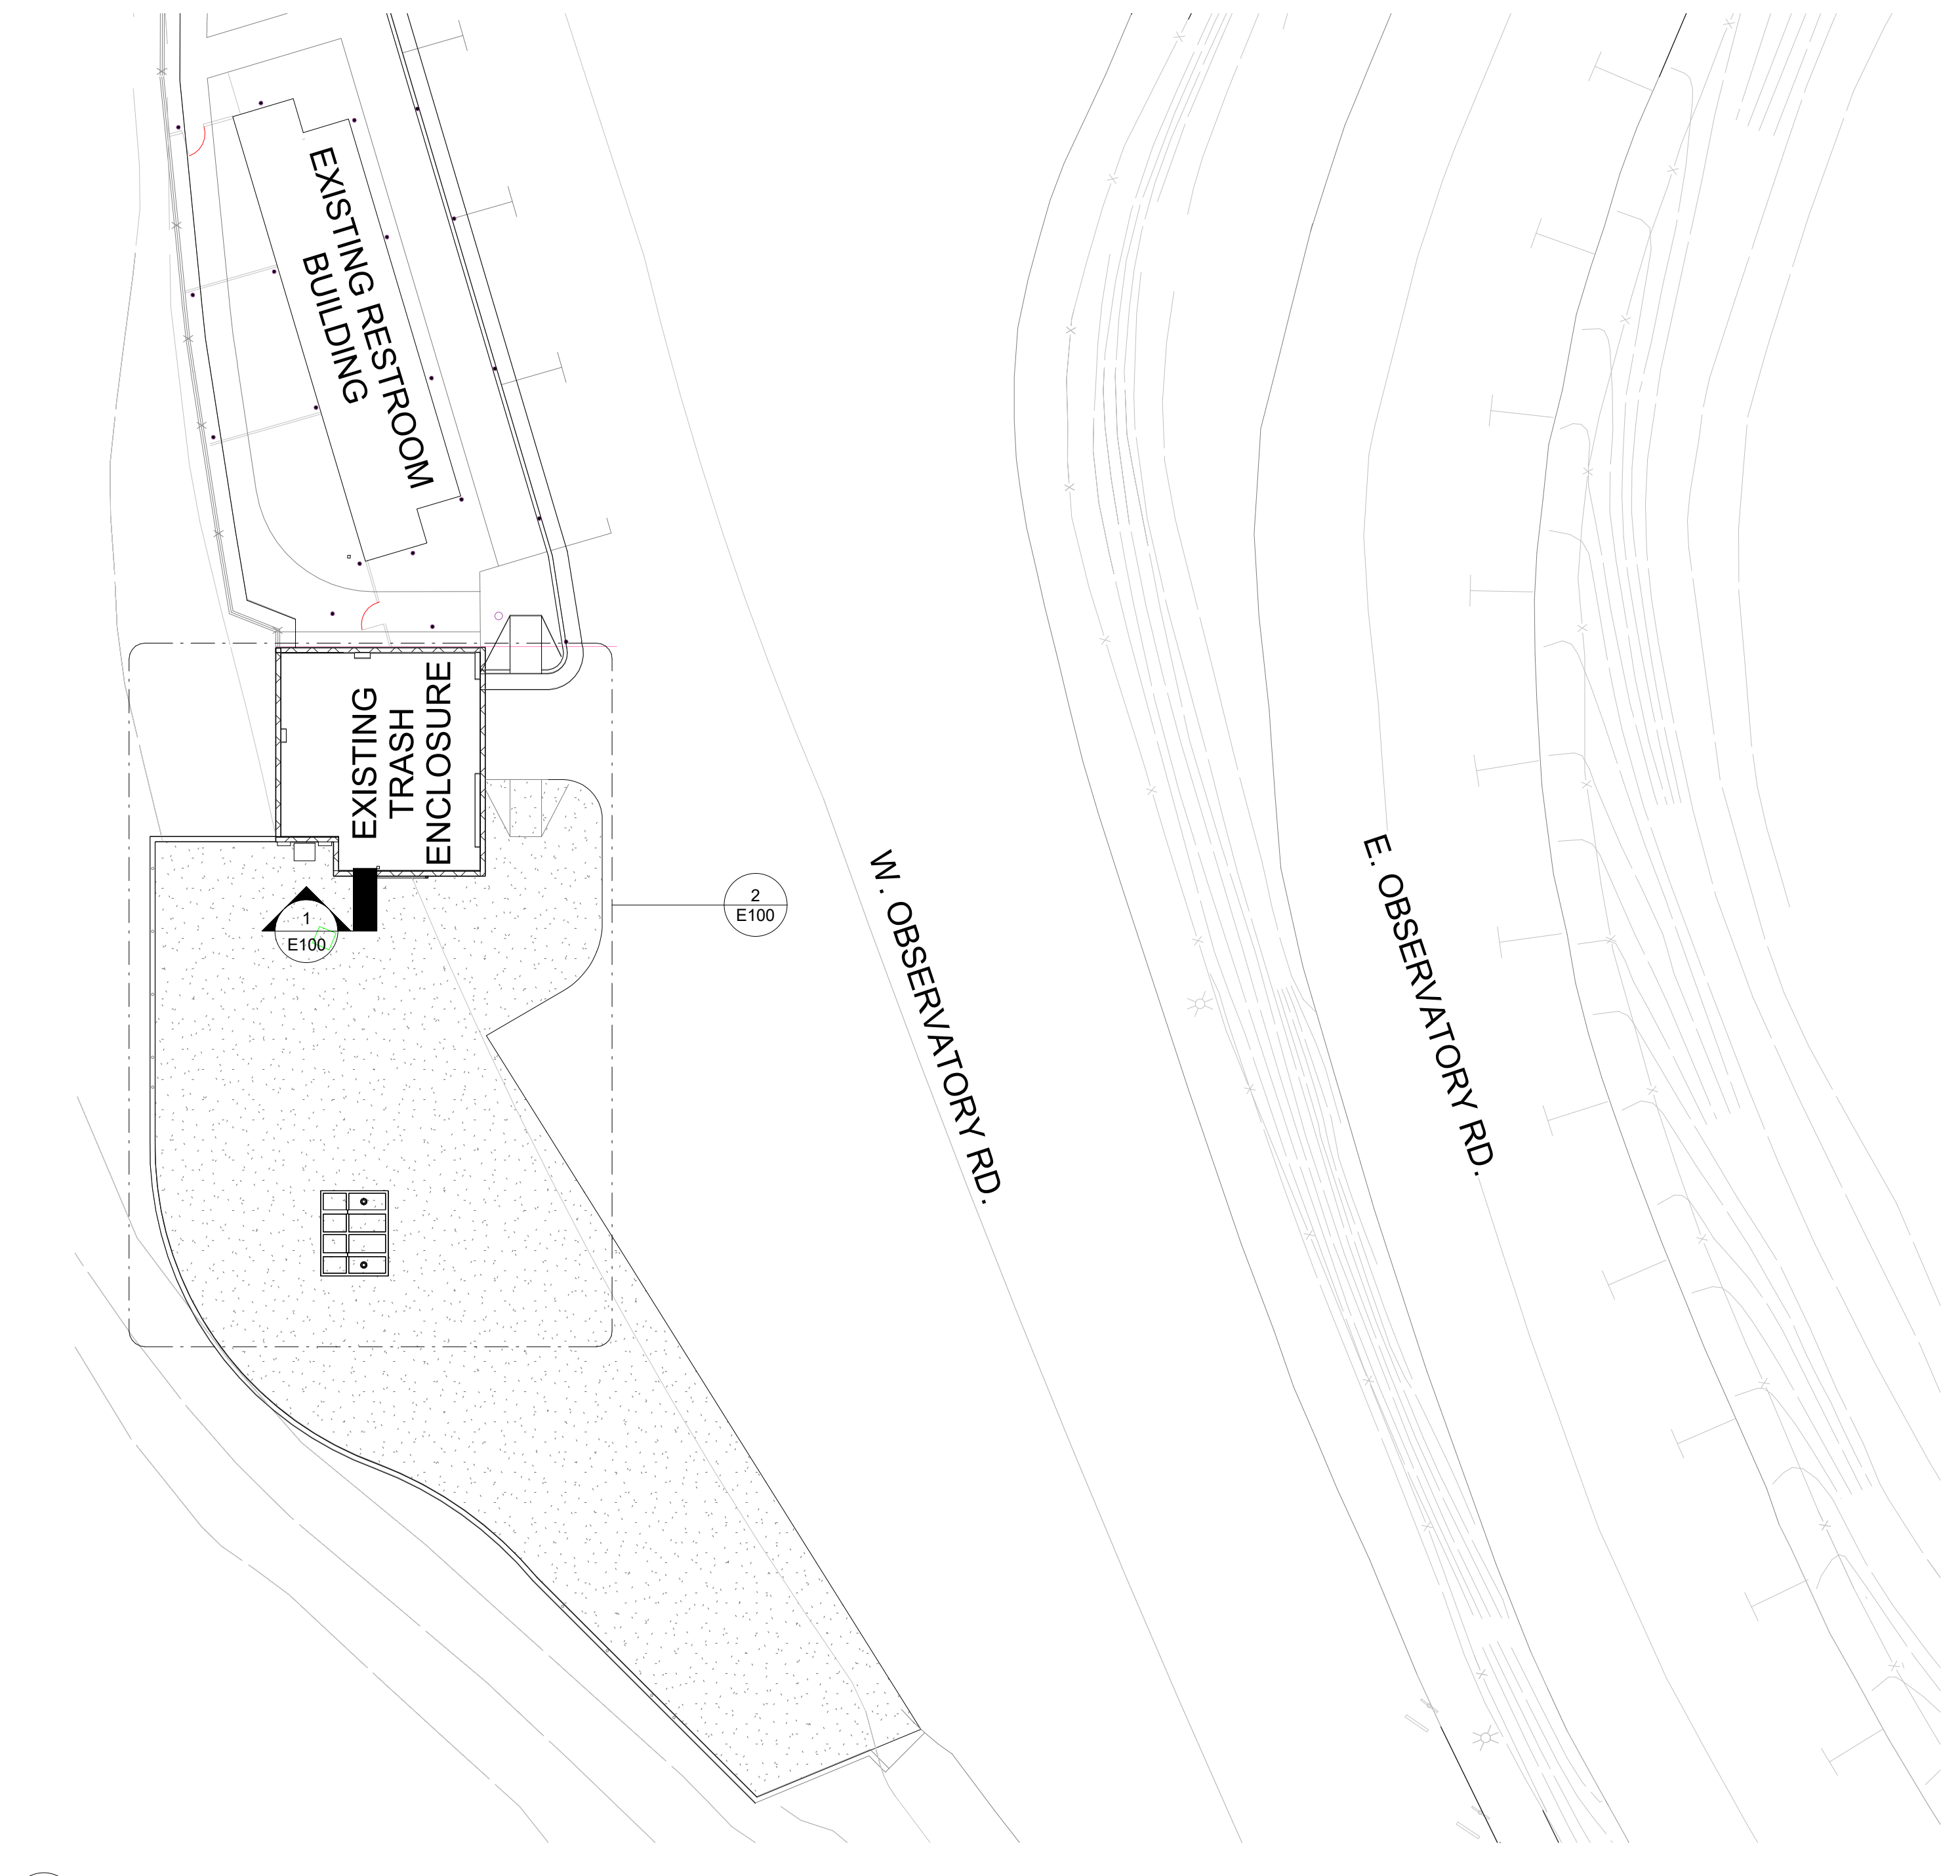 EXISTING RESTROOM
BUILDING
EXISTING
TRASH
ENCLOSURE
1
E100
2
E100
W. OBSERVATORY RD.
E. OBSERVATORY RD.